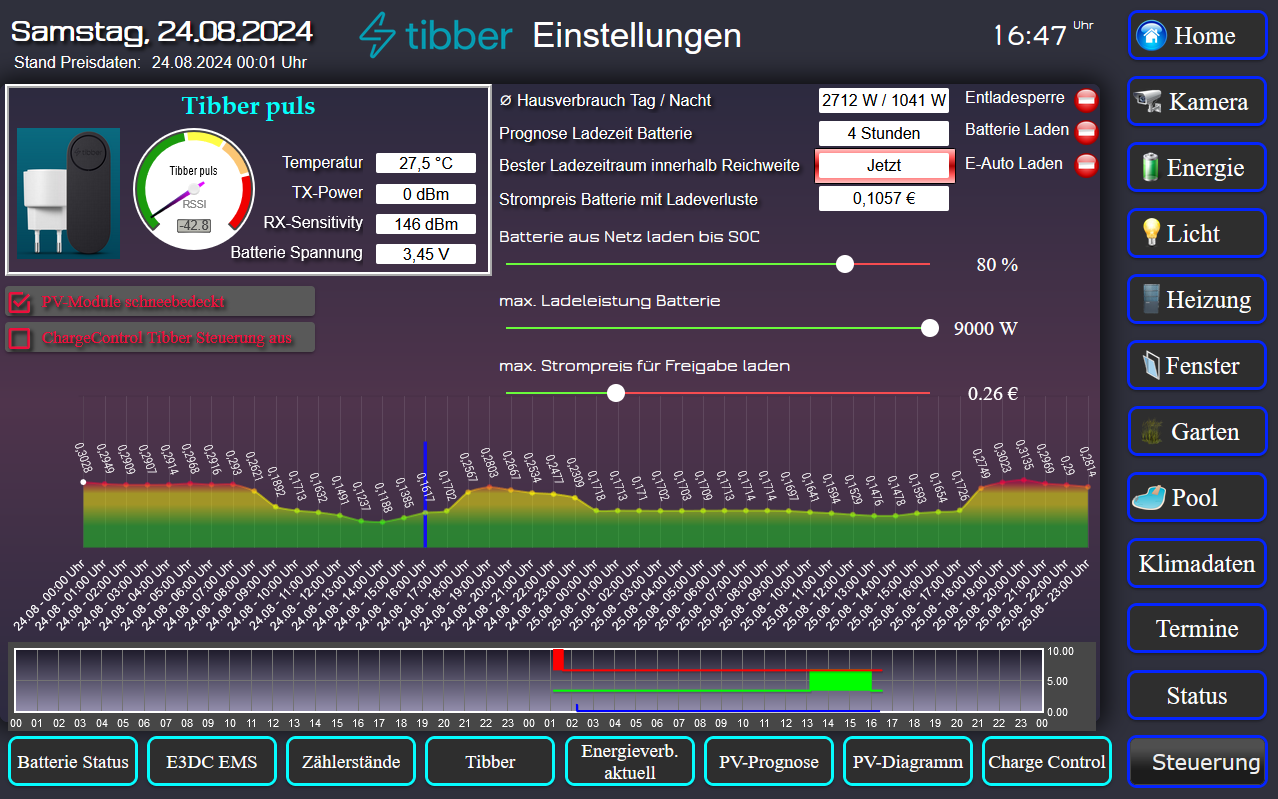 Samstag, 24.08.2024
Stand Preisdaten: 24.08.2024 00:01 Uhr
tibber Einstellungen
16:47 Uhr
Tibber puls
tibber
Tibber puls
RSSI
-42.8
Temperatur 27,5 °C
TX-Power 0 dBm
RX-Sensitivity 146 dBm
Batterie Spannung 3,45 V
PV-Module schneebedeckt
ChargeControl Tibber Steuerung aus
Ø Hausverbrauch Tag / Nacht 2712 W / 1041 W
Prognose Ladezeit Batterie 4 Stunden
Bester Ladezeitraum innerhalb Reichweite Jetzt
Strompreis Batterie mit Ladeverluste 0,1057 €
Entladesperre
Batterie Laden
E-Auto Laden
Batterie aus Netz laden bis SOC
80 %
max. Ladeleistung Batterie
9000 W
max. Strompreis für Freigabe laden
0.26 €
0,3028 0,2949 0,2909 0,2907 0,2914 0,2968 0,2916 0,293 0,2621 0,1892 0,1773 0,1632 0,1491 0,1227 0,1188 0,1385 0,1617 0,1702 0,2567 0,2803 0,2667 0,2534 0,2477 0,2309 0,1718 0,1713 0,171 0,1702 0,1703 0,1709 0,1713 0,1714 0,1714 0,1697 0,1641 0,1594 0,1529 0,1476 0,1478 0,1593 0,1654 0,1726 0,2749 0,3023 0,3135 0,2969 0,29 0,2814
24.08 - 00:00 Uhr
24.08 - 01:00 Uhr
24.08 - 02:00 Uhr
24.08 - 03:00 Uhr
24.08 - 04:00 Uhr
24.08 - 05:00 Uhr
24.08 - 06:00 Uhr
24.08 - 07:00 Uhr
24.08 - 08:00 Uhr
24.08 - 09:00 Uhr
24.08 - 10:00 Uhr
24.08 - 11:00 Uhr
24.08 - 12:00 Uhr
24.08 - 13:00 Uhr
24.08 - 14:00 Uhr
24.08 - 15:00 Uhr
24.08 - 16:00 Uhr
24.08 - 17:00 Uhr
24.08 - 18:00 Uhr
24.08 - 19:00 Uhr
24.08 - 20:00 Uhr
24.08 - 21:00 Uhr
24.08 - 22:00 Uhr
24.08 - 23:00 Uhr
25.08 - 00:00 Uhr
25.08 - 01:00 Uhr
25.08 - 02:00 Uhr
25.08 - 03:00 Uhr
25.08 - 04:00 Uhr
25.08 - 05:00 Uhr
25.08 - 06:00 Uhr
25.08 - 07:00 Uhr
25.08 - 08:00 Uhr
25.08 - 09:00 Uhr
25.08 - 10:00 Uhr
25.08 - 11:00 Uhr
25.08 - 12:00 Uhr
25.08 - 13:00 Uhr
25.08 - 14:00 Uhr
25.08 - 15:00 Uhr
25.08 - 16:00 Uhr
25.08 - 17:00 Uhr
25.08 - 18:00 Uhr
25.08 - 19:00 Uhr
25.08 - 20:00 Uhr
25.08 - 21:00 Uhr
25.08 - 22:00 Uhr
25.08 - 23:00 Uhr
10.00
5.00
0.00
00 01 02 03 04 05 06 07 08 09 10 11 12 13 14 15 16 17 18 19 20 21 22 23 00 01 02 03 04 05 06 07 08 09 10 11 12 13 14 15 16 17 18 19 20 21 22 23 00
Batterie Status
E3DC EMS
Zählerstände
Tibber
Energieverb.
aktuell
PV-Prognose
PV-Diagramm
Charge Control
Home
Kamera
Energie
Licht
Heizung
Fenster
Garten
Pool
Klimadaten
Termine
Status
Steuerung